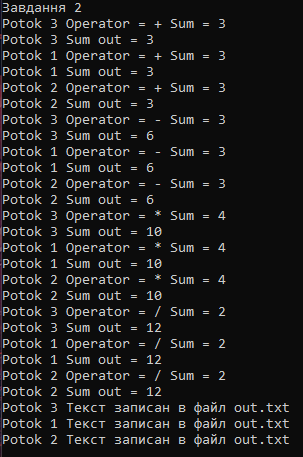 Завдання 2
Potok 3 Operator = + Sum = 3
Potok 3 Sum out = 3
Potok 1 Operator = + Sum = 3
Potok 1 Sum out = 3
Potok 2 Operator = + Sum = 3
Potok 2 Sum out = 3
Potok 3 Operator = - Sum = 3
Potok 3 Sum out = 6
Potok 1 Operator = - Sum = 3
Potok 1 Sum out = 6
Potok 2 Operator = - Sum = 3
Potok 2 Sum out = 6
Potok 3 Operator = * Sum = 4
Potok 3 Sum out = 10
Potok 1 Operator = * Sum = 4
Potok 1 Sum out = 10
Potok 2 Operator = * Sum = 4
Potok 2 Sum out = 10
Potok 3 Operator = / Sum = 2
Potok 3 Sum out = 12
Potok 1 Operator = / Sum = 2
Potok 1 Sum out = 12
Potok 2 Operator = / Sum = 2
Potok 2 Sum out = 12
Potok 3 Текст записан в файл out.txt
Potok 1 Текст записан в файл out.txt
Potok 2 Текст записан в файл out.txt